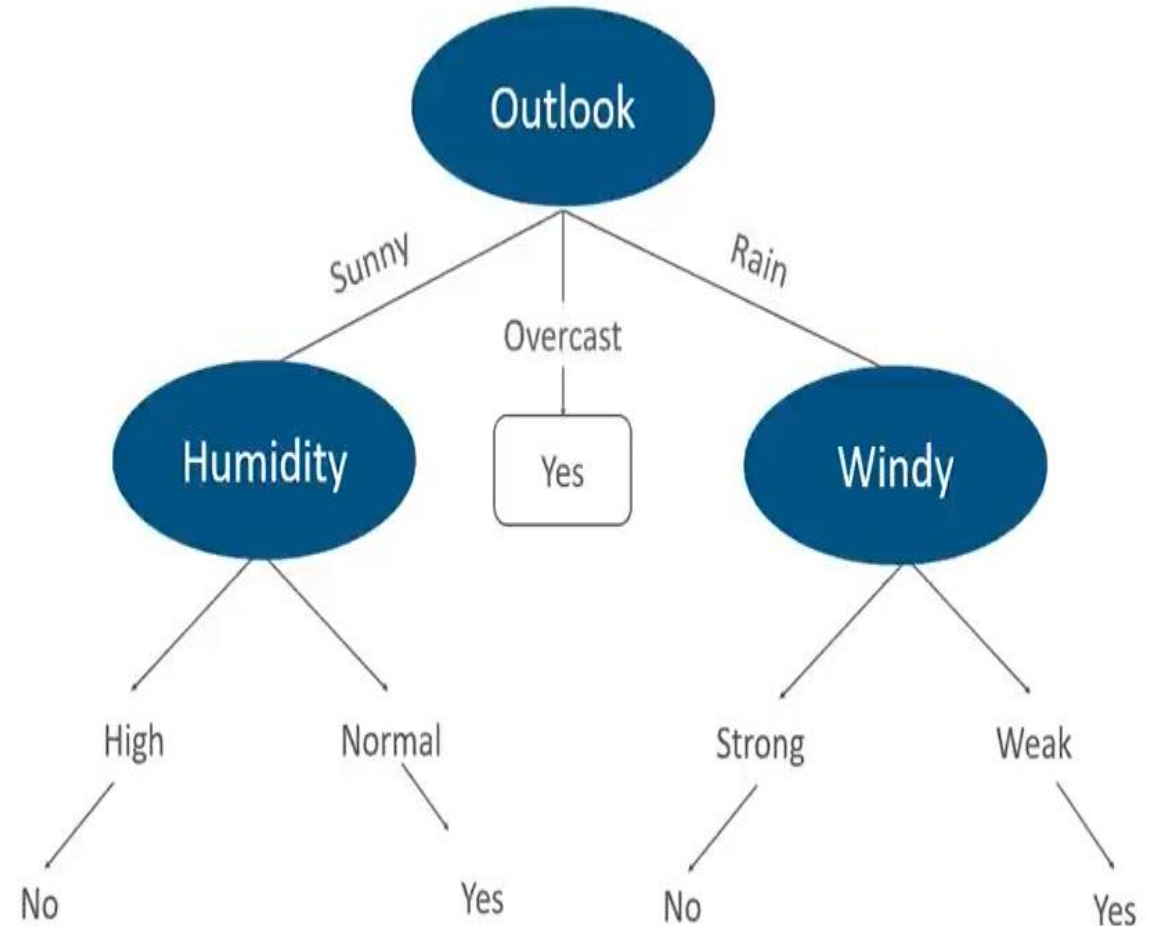 Outlook
Sunny
Rain
Overcast
Humidity
Yes
Windy
High
Normal
Strong
Weak
No
Yes
No
Yes